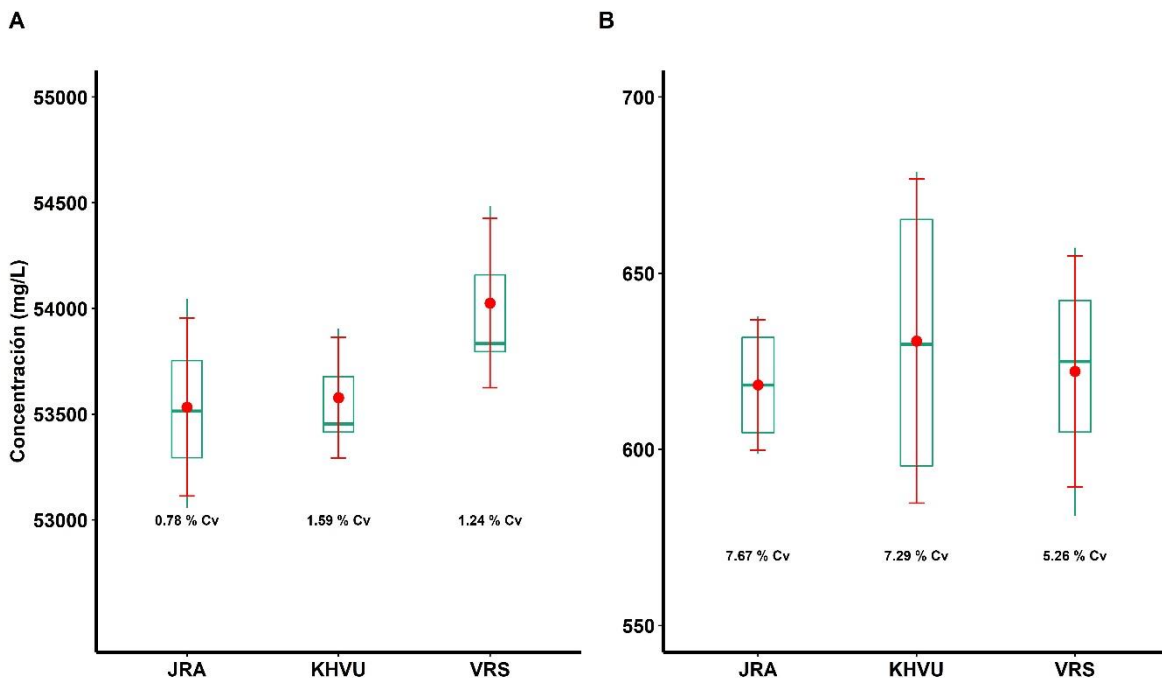 A
Concentración (mg/L)
55000
54500
54000
53500
53000
0.78 % Cv
1.59 % Cv
1.24 % Cv
JRA
KHVU
VRS
B
700
650
600
550
7.67 % Cv
7.29 % Cv
5.26 % Cv
JRA
KHVU
VRS